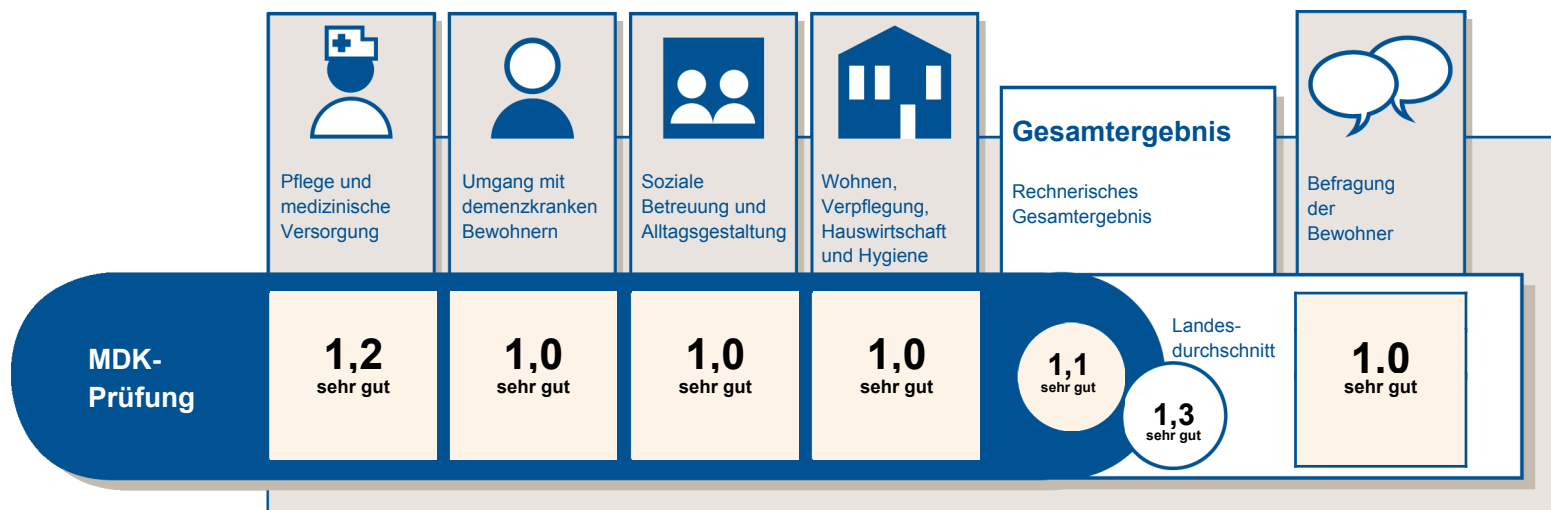 Pflege und
medizinische
Versorgung
Umgang mit
demenzkranken
Bewohnern
Soziale
Betreuung und
Alltagsgestaltung
Wohnen,
Verpflegung,
Hauswirtschaft
und Hygiene
Gesamtergebnis
Rechnerisches
Gesamtergebnis
Befragung
der
Bewohner
MDK-
Prüfung
1,2
sehr gut
1,0
sehr gut
1,0
sehr gut
1,0
sehr gut
1,1
sehr gut
Landes-
durchschnitt
1,3
sehr gut
1.0
sehr gut